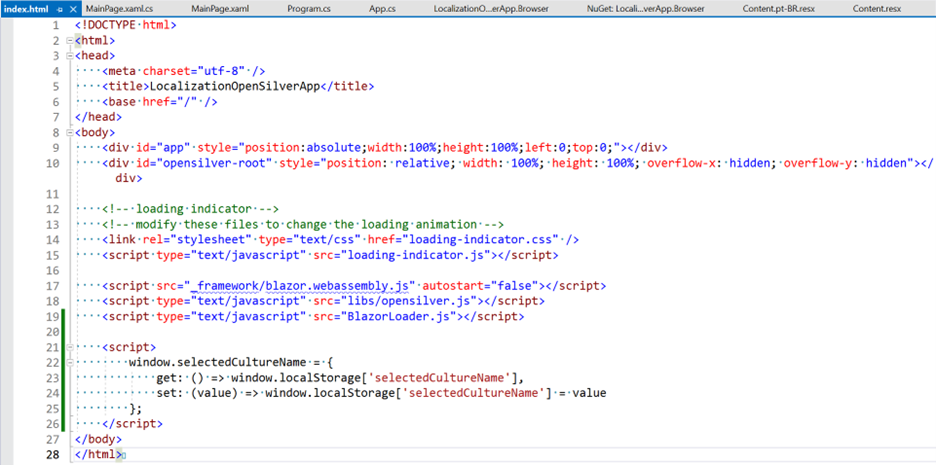 index.html MainPage.xaml.cs MainPage.xaml Program.cs App.cs LocalizationO...erApp.Browser NuGet: Locali...verApp.Browser Content.pt-BR.resx Content.resx
1 <!DOCTYPE html>
2 <html>
3 <head>
4 <meta charset="utf-8" />
5 <title>LocalizationOpenSilverApp</title>
6 <base href="/" />
7 </head>
8 <body>
9 <div id="app" style="position:absolute;width:100%;height:100%;left:0;top:0;"></div>
10 <div id="opensilver-root" style="position: relative; width: 100%; height: 100%; overflow-x: hidden; overflow-y: hidden"></
div>
11
12 <!-- loading indicator -->
13 <!-- modify these files to change the loading animation -->
14 <link rel="stylesheet" type="text/css" href="loading-indicator.css" />
15 <script type="text/javascript" src="loading-indicator.js"></script>
16
17 <script src="_framework/blazor.webassembly.js" autostart="false"></script>
18 <script type="text/javascript" src="libs/opensilver.js"></script>
19 <script type="text/javascript" src="BlazorLoader.js"></script>
20
21 <script>
22 window.selectedCultureName = {
23 get: () => window.localStorage['selectedCultureName'],
24 set: (value) => window.localStorage['selectedCultureName'] = value
25 };
26 </script>
27 </body>
28 </html>